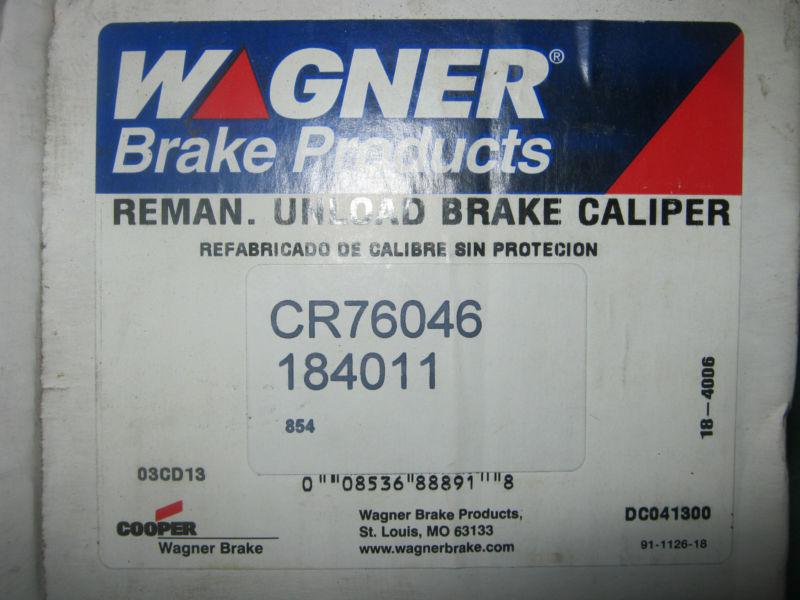 WAGNER®
Brake Products
REMAN. UNLOAD BRAKE CALIPER
REFABRICADO DE CALIBRE SIN PROTECION
CR76046
184011
854
18-4006
03CD13
0""08536"88891""8
COOPER
Wagner Brake
Wagner Brake Products,
St. Louis, MO 63133
www.wagnerbrake.com
DC041300
91-1126-18